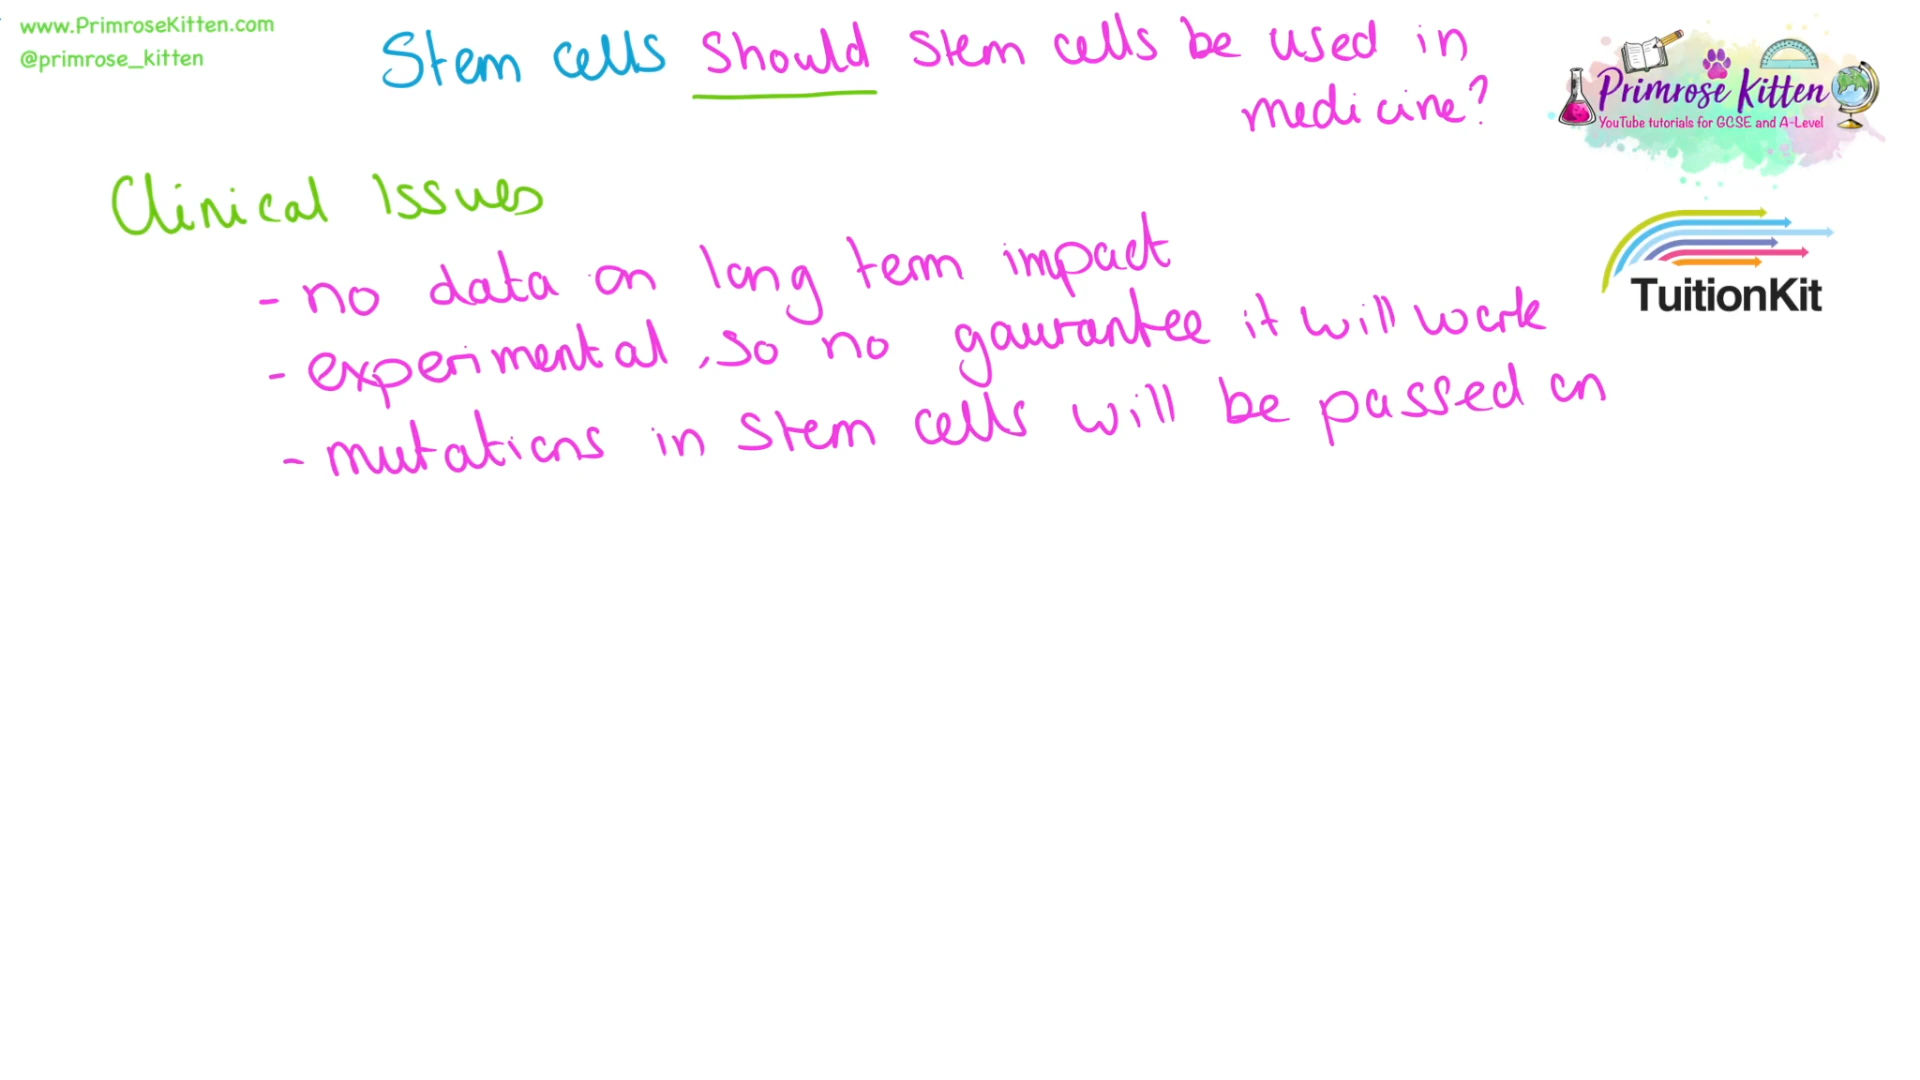 www.PrimroseKitten.com
@primrose_kitten
Stem cells should stem cells be used in
medicine?
Primrose Kitten
YouTube tutorials for GCSE and A-Level
TuitionKit
Clinical Issues
- no data on long term impact
- experimental, so no gaurantee it will work
- mutations in stem cells will be passed on